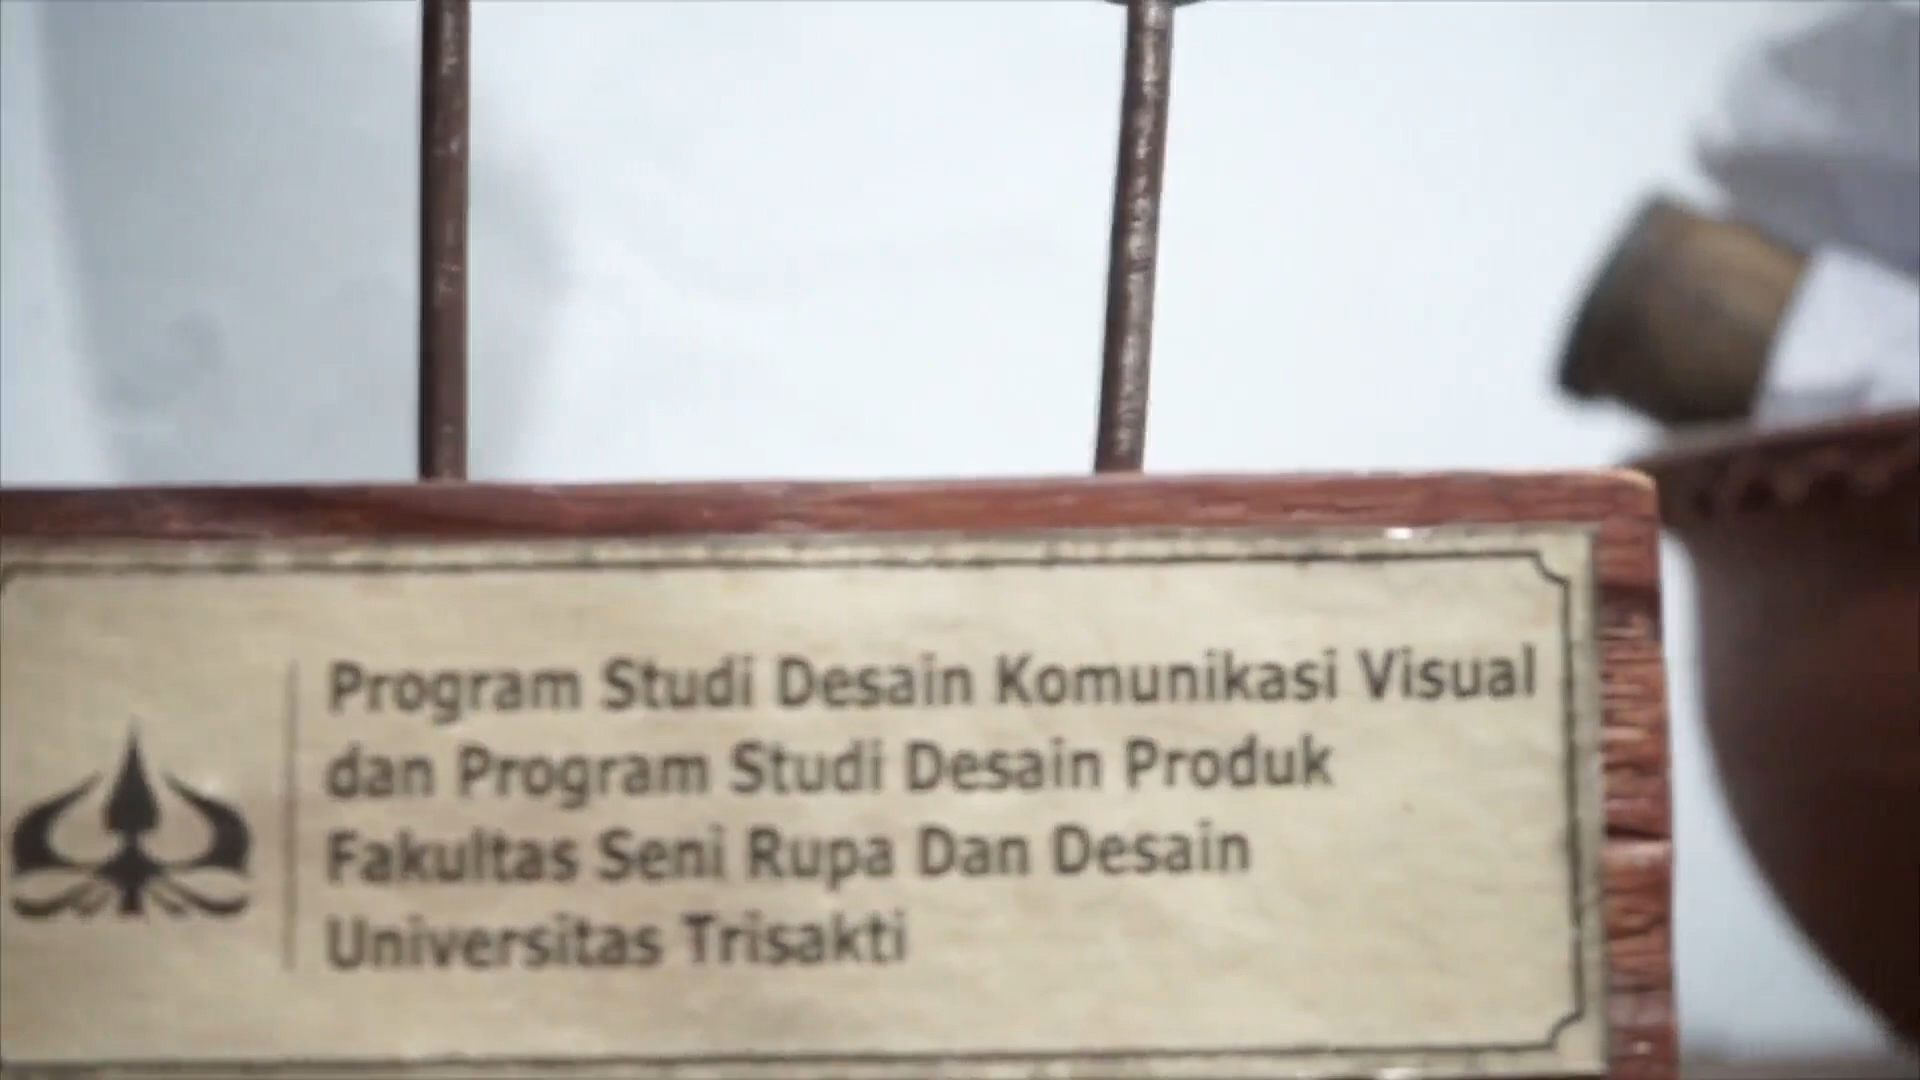 Program Studi Desain Komunikasi Visual
dan Program Studi Desain Produk
Fakultas Seni Rupa Dan Desain
Universitas Trisakti